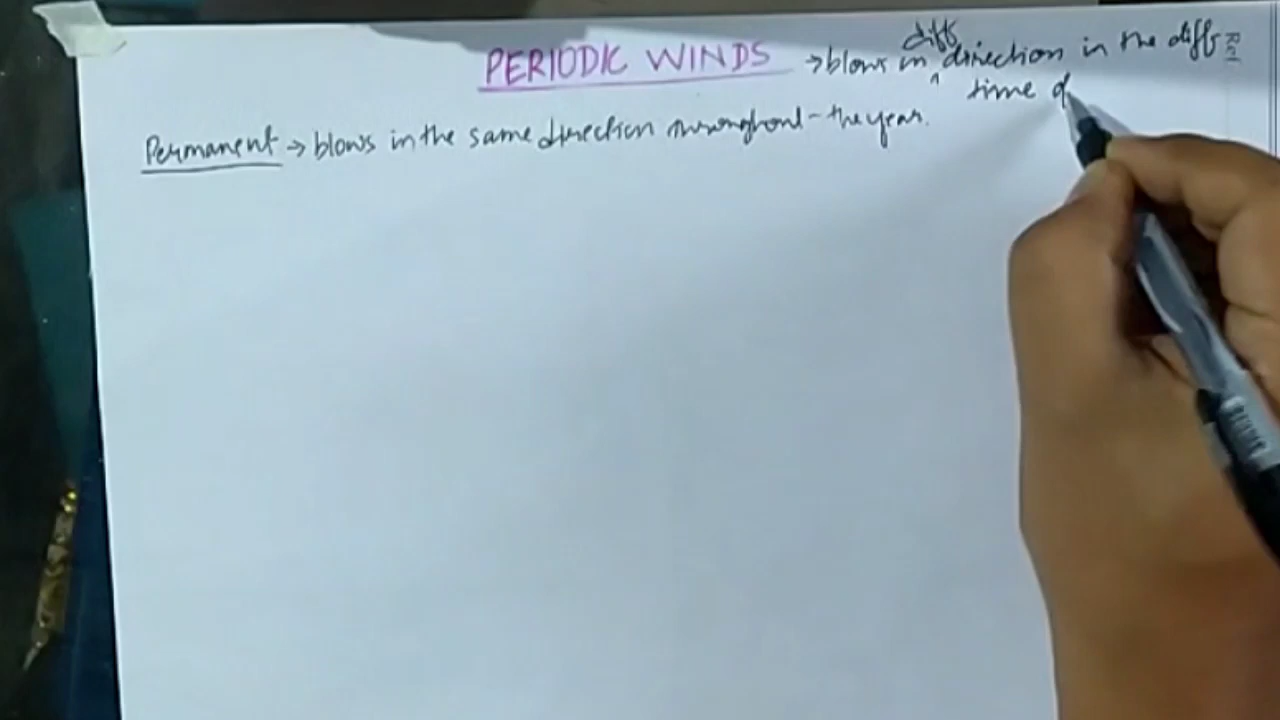 PERIODIC WINDS → blows in diff direction in the diff
time o
Permanent → blows in the same direction throughout the year.